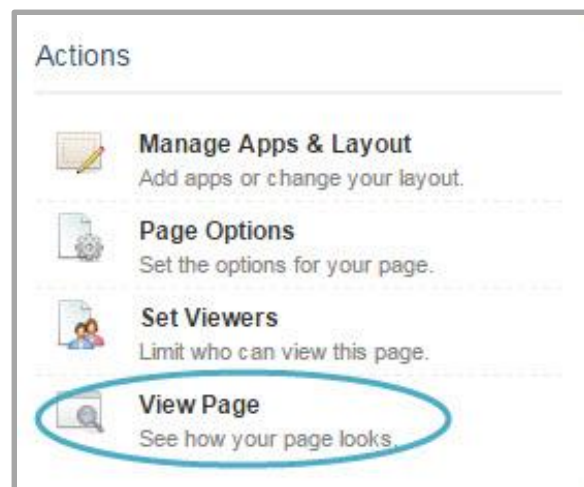 Actions
Manage Apps & Layout
Add apps or change your layout.
Page Options
Set the options for your page.
Set Viewers
Limit who can view this page.
View Page
See how your page looks.